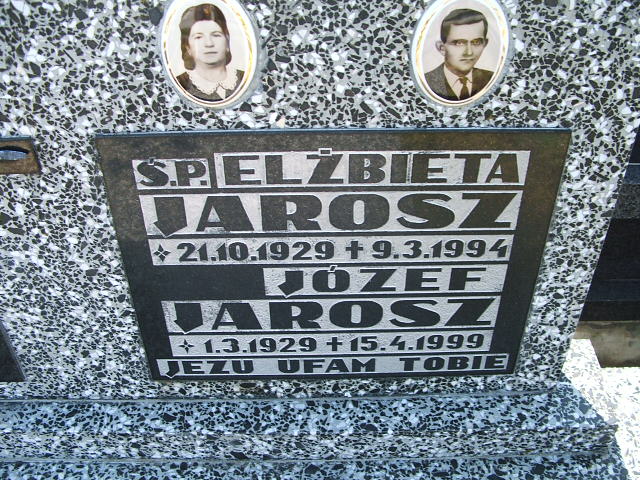 Ś.P. ELŻBIETA
JAROSZ
✧ 21.10.1929 ✝ 9.3.1994
JÓZEF
JAROSZ
✧ 1.3.1929 ✝ 15.4.1999
JEZU UFAM TOBIE